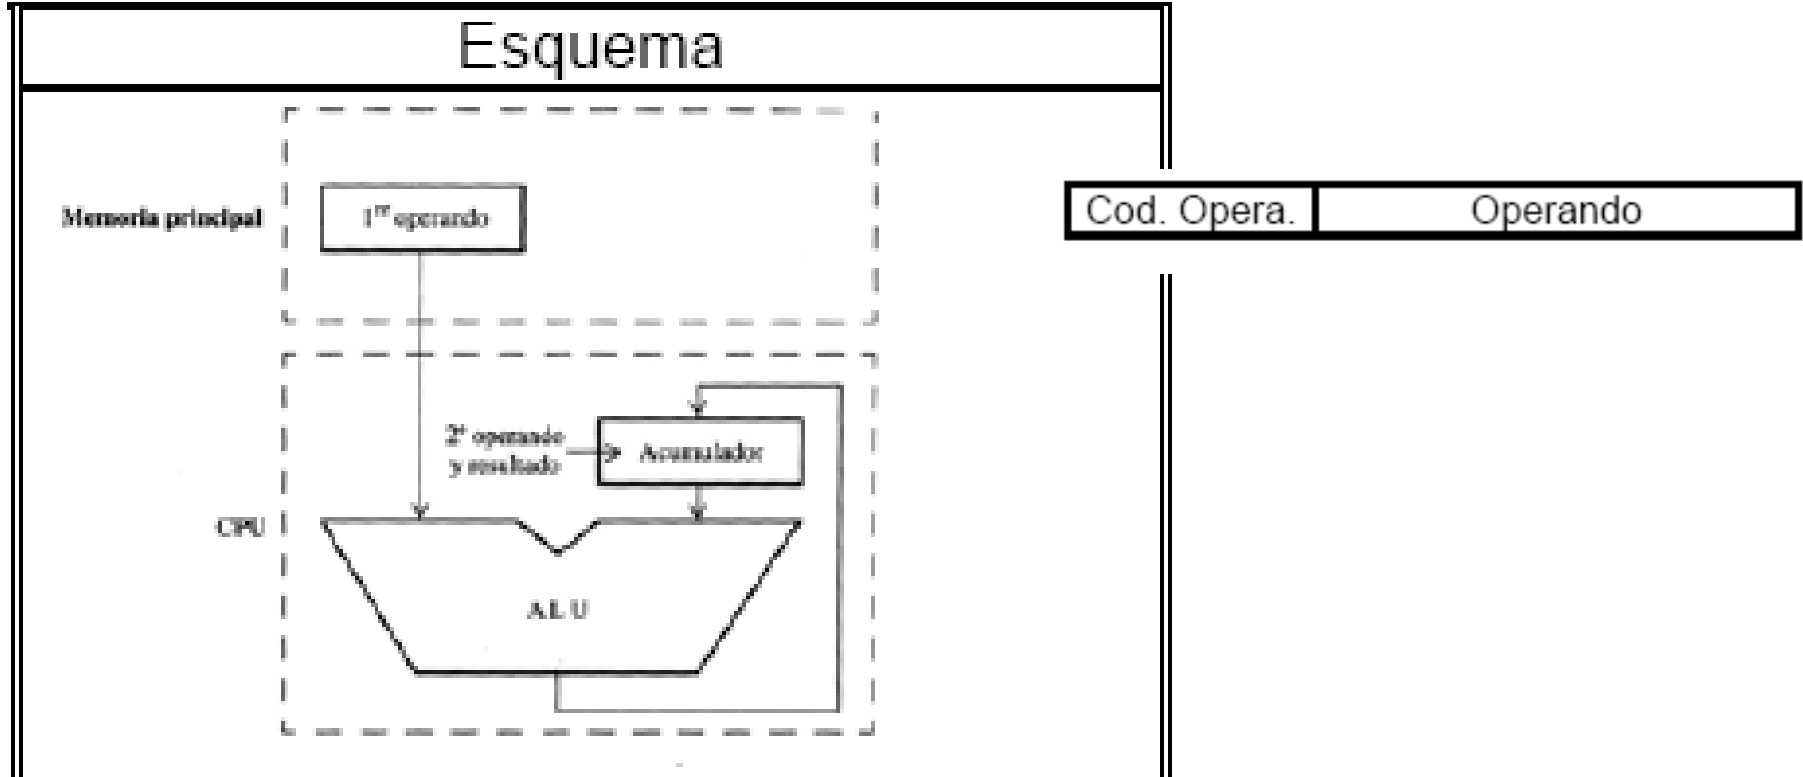 Esquema
Memoria principal
1er operando
Cod. Opera.
Operando
2º operando
y resultado
Acumulador
CPU
ALU